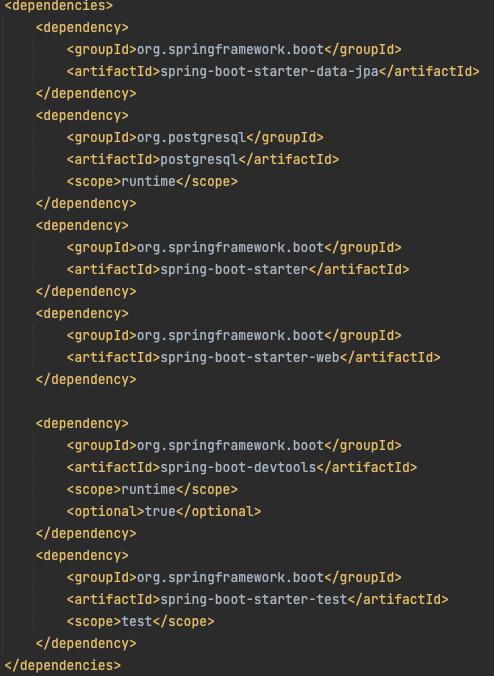 <dependencies>
<dependency>
<groupId>org.springframework.boot</groupId>
<artifactId>spring-boot-starter-data-jpa</artifactId>
</dependency>
<dependency>
<groupId>org.postgresql</groupId>
<artifactId>postgresql</artifactId>
<scope>runtime</scope>
</dependency>
<dependency>
<groupId>org.springframework.boot</groupId>
<artifactId>spring-boot-starter</artifactId>
</dependency>
<dependency>
<groupId>org.springframework.boot</groupId>
<artifactId>spring-boot-starter-web</artifactId>
</dependency>
<dependency>
<groupId>org.springframework.boot</groupId>
<artifactId>spring-boot-devtools</artifactId>
<scope>runtime</scope>
<optional>true</optional>
</dependency>
<dependency>
<groupId>org.springframework.boot</groupId>
<artifactId>spring-boot-starter-test</artifactId>
<scope>test</scope>
</dependency>
</dependencies>